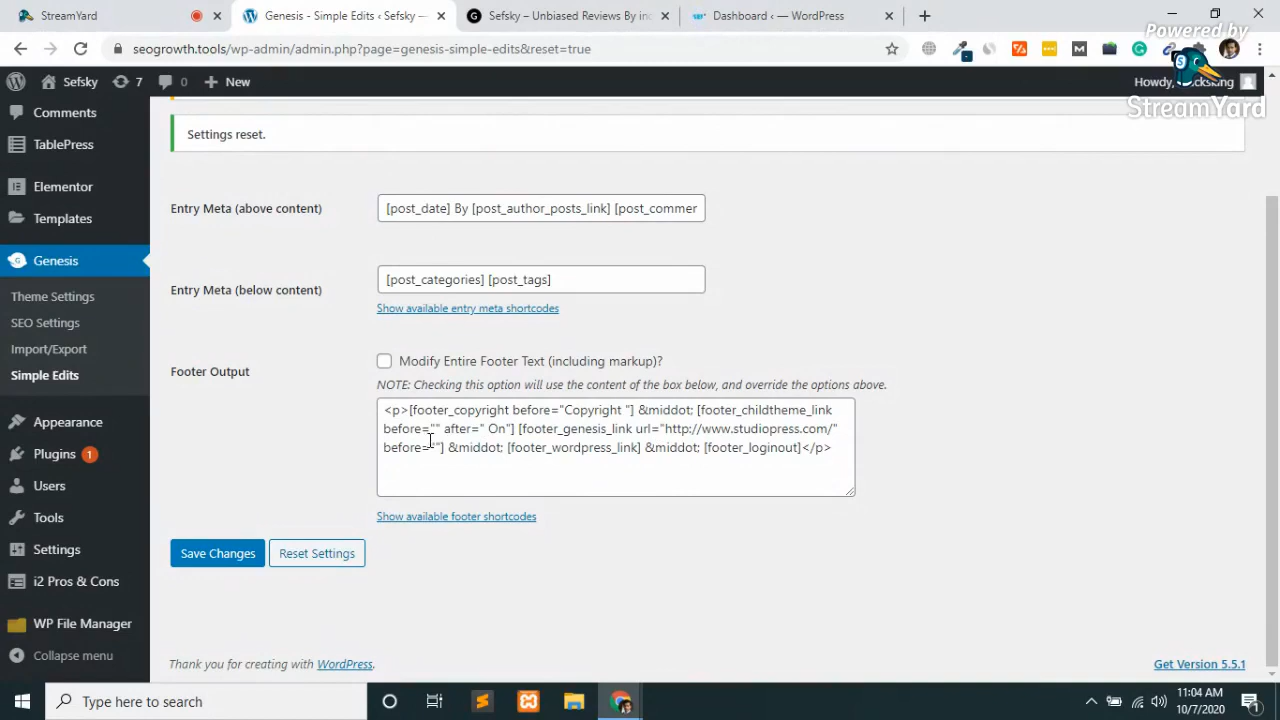 StreamYard
Genesis - Simple Edits ‹ Sefsky —
Sefsky – Unbiased Reviews By in
Dashboard ‹ — WordPress
seogrowth.tools/wp-admin/admin.php?page=genesis-simple-edits&reset=true
Powered by
StreamYard
Sefsky
7
0
New
Howdy,
Comments
TablePress
Elementor
Templates
Genesis
Theme Settings
SEO Settings
Import/Export
Simple Edits
Appearance
Plugins 1
Users
Tools
Settings
i2 Pros & Cons
WP File Manager
Collapse menu
Settings reset.
Entry Meta (above content)
[post_date] By [post_author_posts_link] [post_commer
Entry Meta (below content)
[post_categories] [post_tags]
Show available entry meta shortcodes
Footer Output
Modify Entire Footer Text (including markup)?
NOTE: Checking this option will use the content of the box below, and override the options above.
<p>[footer_copyright before="Copyright "] &middot; [footer_childtheme_link
before="" after=" On"] [footer_genesis_link url="http://www.studiopress.com/"
before=""] &middot; [footer_wordpress_link] &middot; [footer_loginout]</p>
Show available footer shortcodes
Save Changes
Reset Settings
Thank you for creating with WordPress.
Get Version 5.5.1
Type here to search
11:04 AM
10/7/2020
1